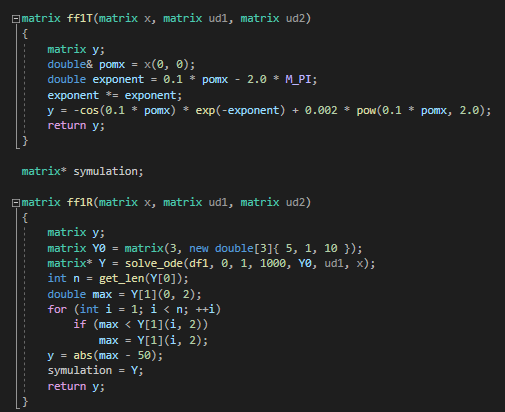 matrix ff1T(matrix x, matrix ud1, matrix ud2)
{
    matrix y;
    double& pomx = x(0, 0);
    double exponent = 0.1 * pomx - 2.0 * M_PI;
    exponent *= exponent;
    y = -cos(0.1 * pomx) * exp(-exponent) + 0.002 * pow(0.1 * pomx, 2.0);
    return y;
}

matrix* symulation;

matrix ff1R(matrix x, matrix ud1, matrix ud2)
{
    matrix y;
    matrix Y0 = matrix(3, new double[3]{ 5, 1, 10 });
    matrix* Y = solve_ode(df1, 0, 1, 1000, Y0, ud1, x);
    int n = get_len(Y[0]);
    double max = Y[1](0, 2);
    for (int i = 1; i < n; ++i)
        if (max < Y[1](i, 2))
            max = Y[1](i, 2);
    y = abs(max - 50);
    symulation = Y;
    return y;
}